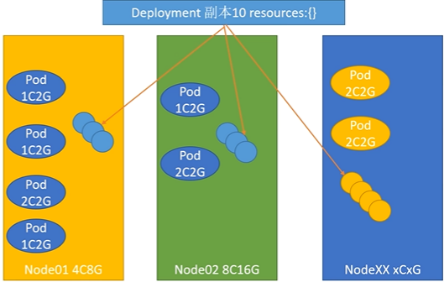 Deployment 副本10 resources:{}
Pod
1C2G
Pod
1C2G
Pod
2C2G
Pod
1C2G
Node01 4C8G
Pod
1C2G
Pod
2C2G
Node02 8C16G
Pod
2C2G
Pod
2C2G
NodeXX xCxG